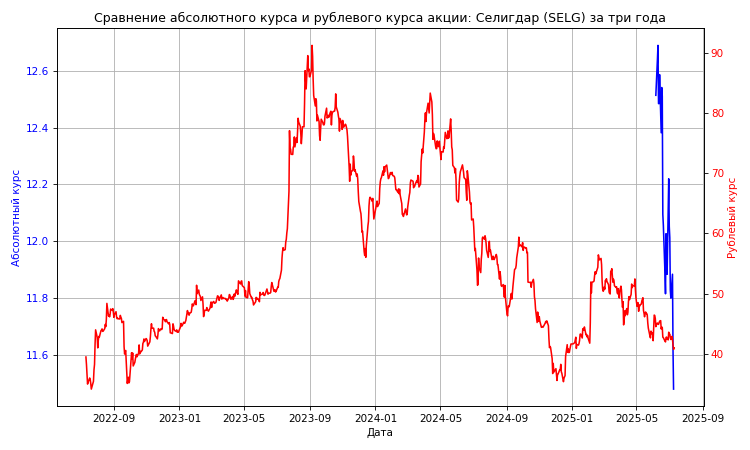 Сравнение абсолютного курса и рублевого курса акции: Селигдар (SELG) за три года
Абсолютный курс
12.6
12.4
12.2
12.0
11.8
11.6
90
80
70
60
50
40
Рублевый курс
2022-09 2023-01 2023-05 2023-09 2024-01 2024-05 2024-09 2025-01 2025-05 2025-09
Дата